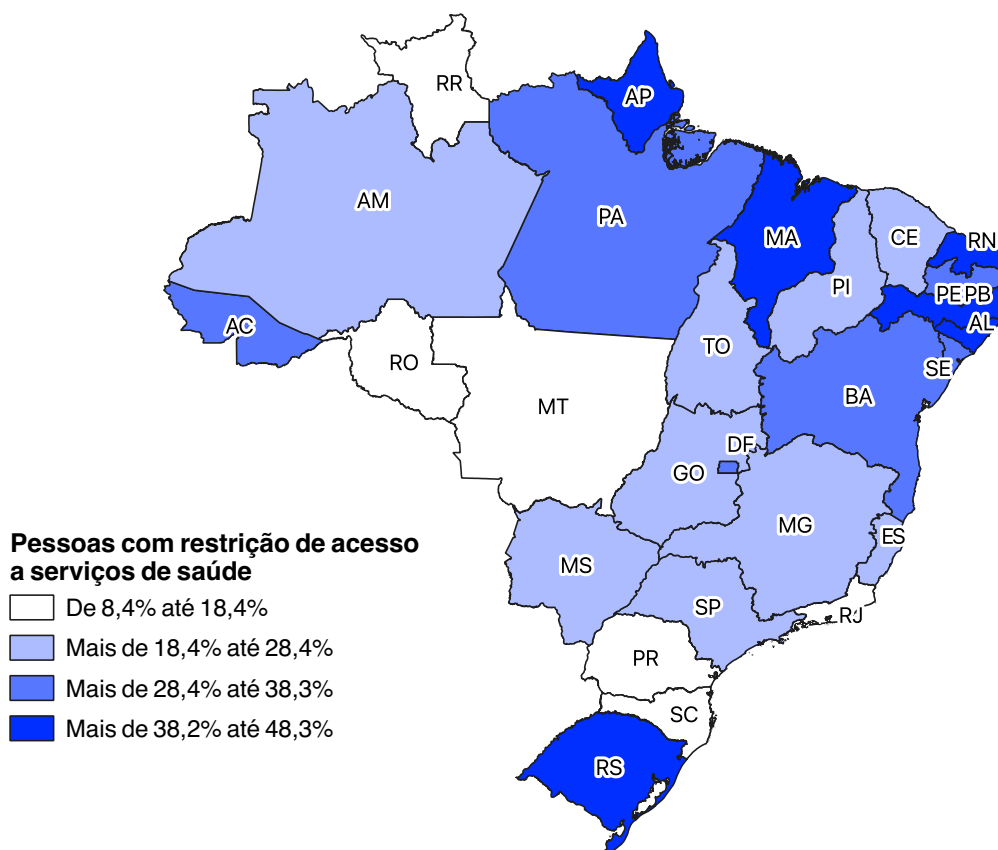 RR
AP
AM
PA
MA
CE
RN
PI
PE PB
AC
AL
TO
RO
SE
MT
BA
DF
GO
MG
ES
MS
SP
RJ
PR
SC
RS
Pessoas com restrição de acesso
a serviços de saúde
De 8,4% até 18,4%
Mais de 18,4% até 28,4%
Mais de 28,4% até 38,3%
Mais de 38,2% até 48,3%